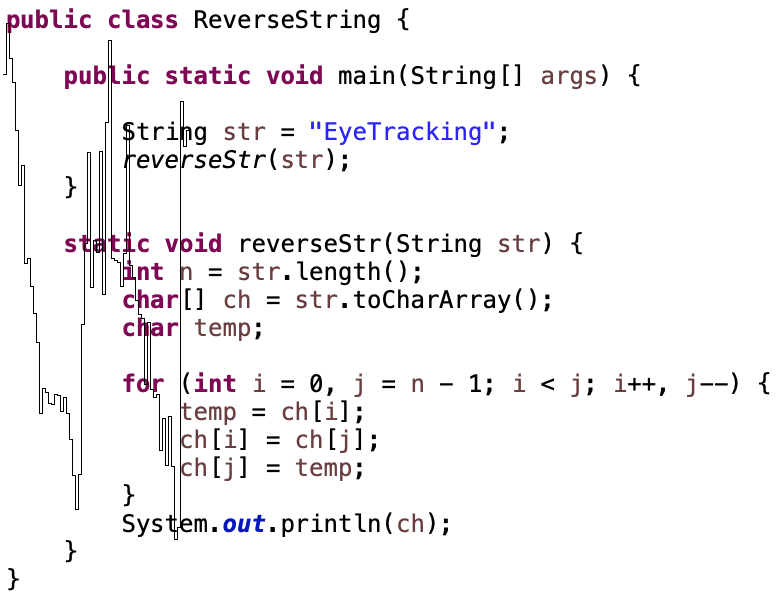 public class ReverseString {
public static void main(String[] args) {
String str = "EyeTracking";
reverseStr(str);
}
static void reverseStr(String str) {
int n = str.length();
char[] ch = str.toCharArray();
char temp;
for (int i = 0, j = n - 1; i < j; i++, j--) {
temp = ch[i];
ch[i] = ch[j];
ch[j] = temp;
}
System.out.println(ch);
}
}